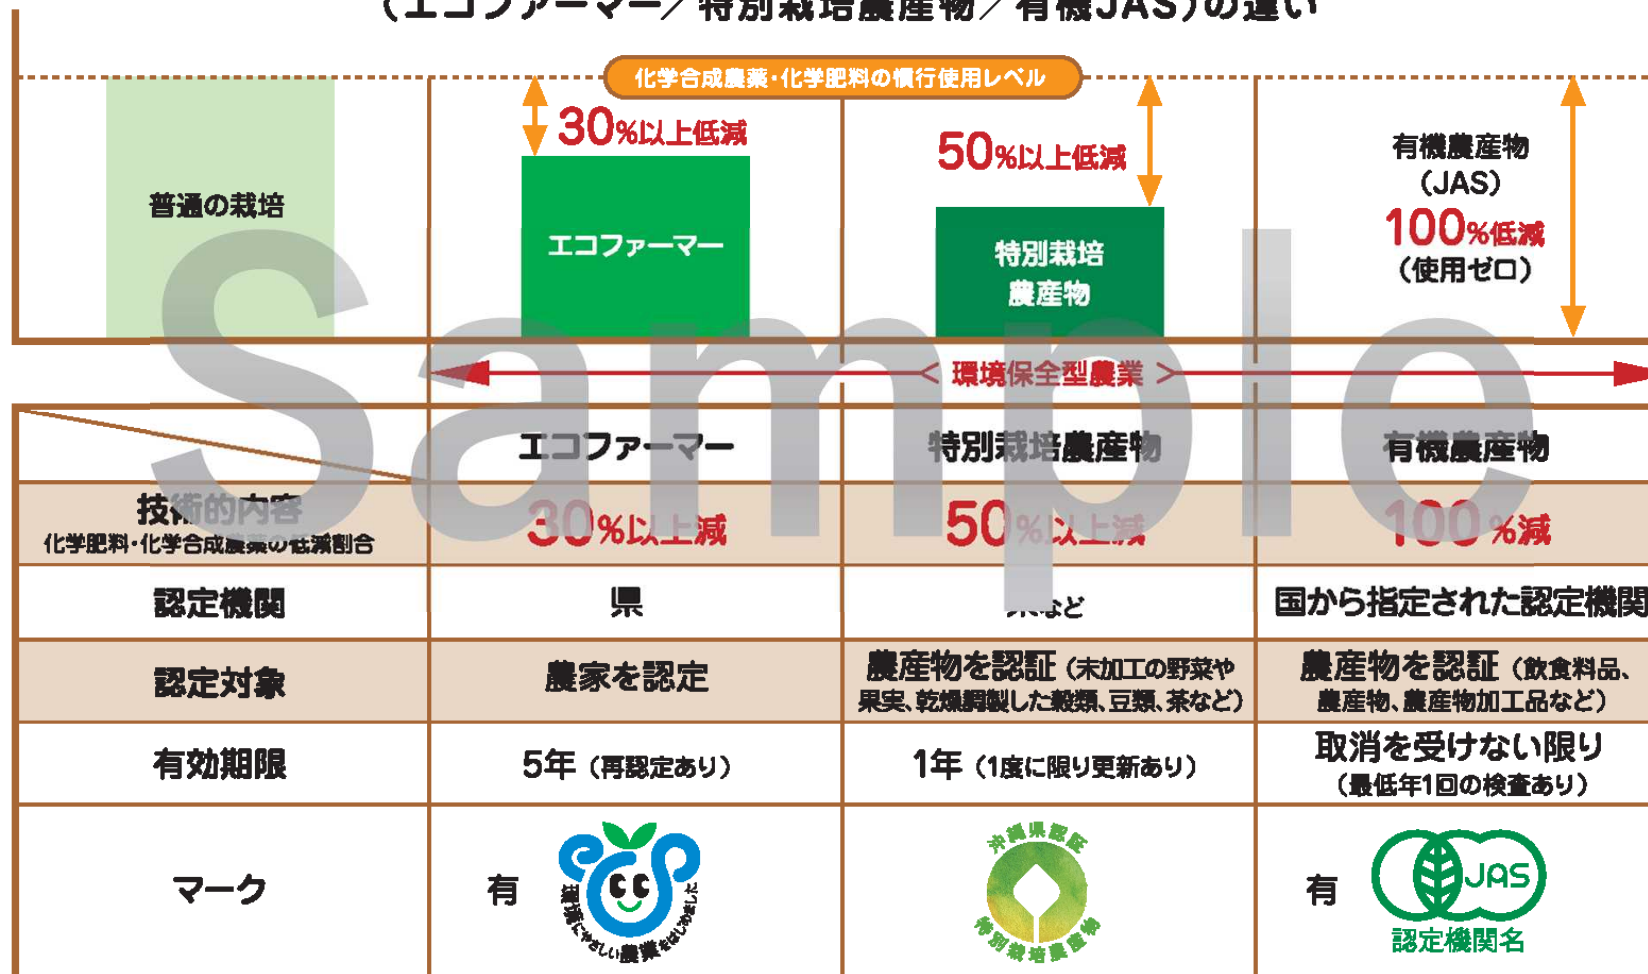 (エコファーマー／特別栽培農産物／有機JAS)の違い
化学合成農薬・化学肥料の慣行使用レベル
普通の栽培
30%以上低減
エコファーマー
50%以上低減
特別栽培
農産物
有機農産物
(JAS)
100%低減
(使用ゼロ)
＜ 環境保全型農業 ＞
エコファーマー 特別栽培農産物 有機農産物
技術的内容
化学肥料・化学合成農薬の低減割合
30%以上減 50%以上減 100%減
認定機関 県 など 国から指定された認定機関
認定対象
農家を認定
農産物を認証(未加工の野菜や
果実、乾燥調製した穀類、豆類、茶など)
農産物を認証(飲食料品、
農産物、農産物加工品など)
有効期限
5年(再認定あり)
1年(1度に限り更新あり)
取消を受けない限り
(最低年1回の検査あり)
マーク
有
環境にやさしい農業をはじめました
沖縄県認証
特別栽培農産物
有
JAS
認定機関名
Sample